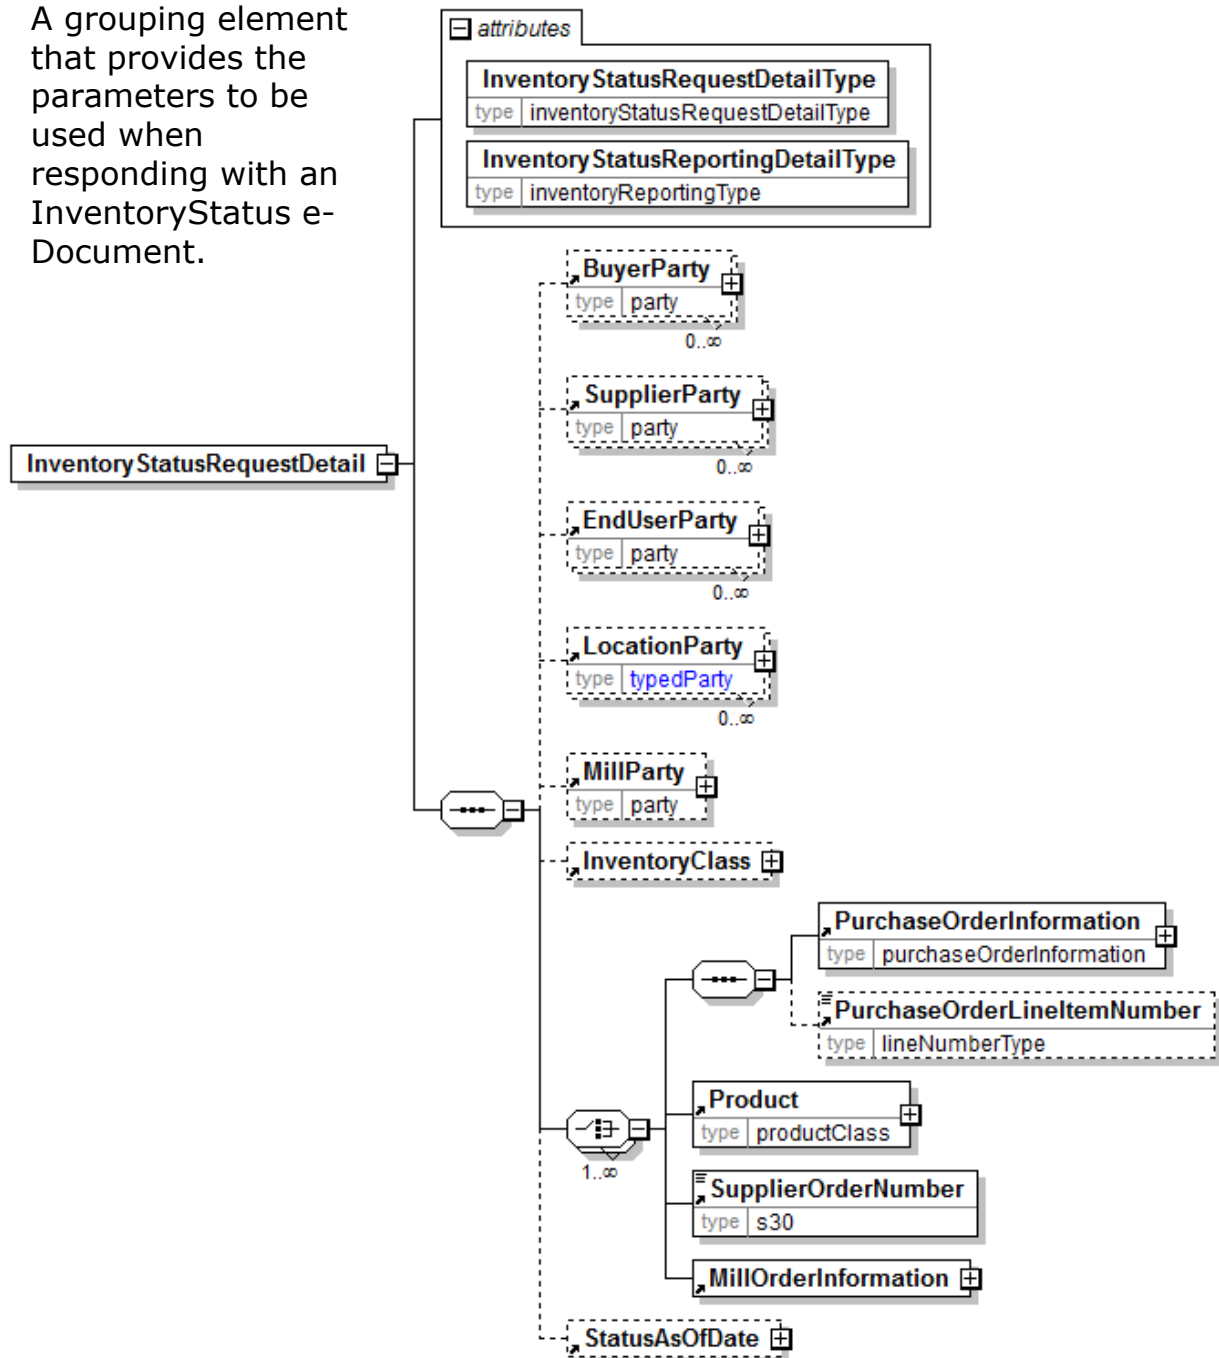 A grouping element
that provides the
parameters to be
used when
responding with an
InventoryStatus e-
Document.
attributes
InventoryStatusRequestDetailType
type inventoryStatusRequestDetailType
InventoryStatusReportingDetailType
type inventoryReportingType
BuyerParty
type party
0..∞
SupplierParty
type party
0..∞
InventoryStatusRequestDetail
EndUserParty
type party
0..∞
LocationParty
type typedParty
0..∞
MillParty
type party
InventoryClass
PurchaseOrderInformation
type purchaseOrderInformation
PurchaseOrderLineItemNumber
type lineNumberType
Product
type productClass
1..∞
SupplierOrderNumber
type s30
MillOrderInformation
StatusAsOfDate